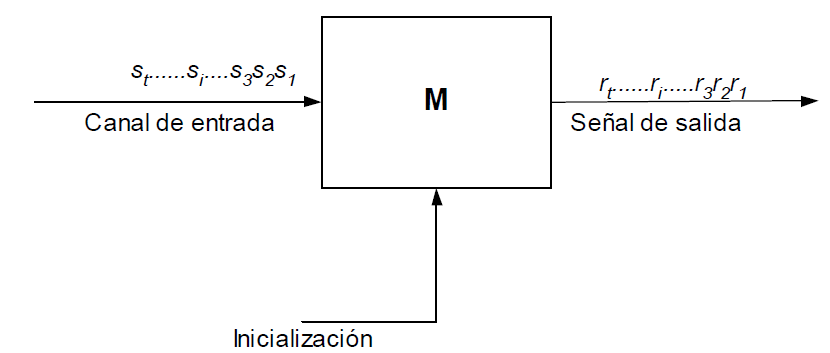 st......si....s3s2s1
Canal de entrada
M
rt......ri.....r3r2r1
Señal de salida
Inicialización